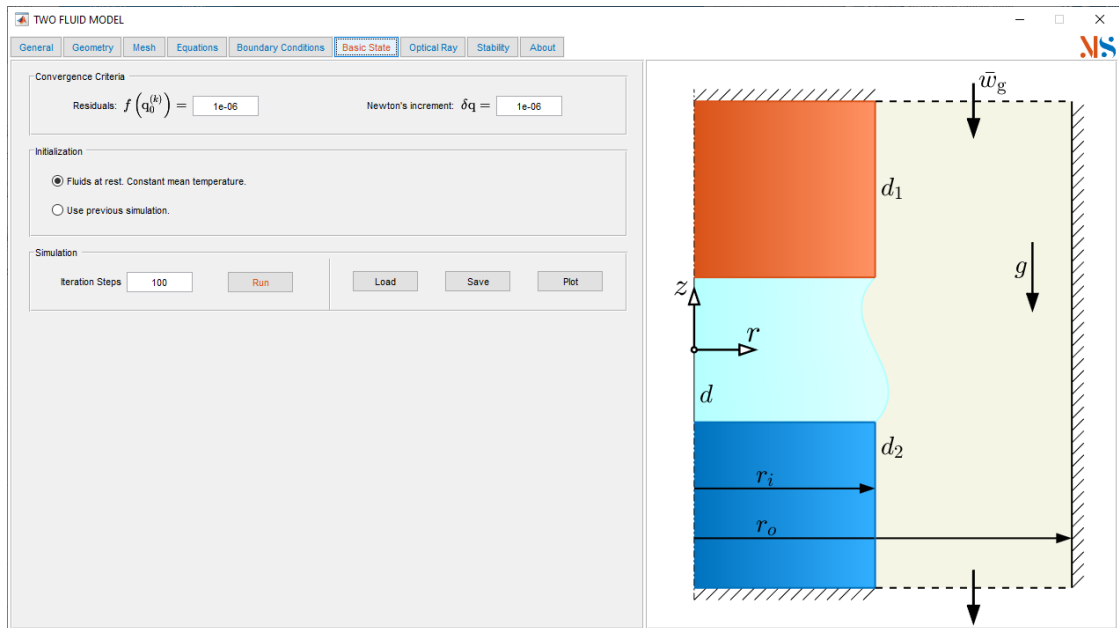 TWO FLUID MODEL
General Geometry Mesh Equations Boundary Conditions Basic State Optical Ray Stability About
MS
Convergence Criteria
Residuals: f(q₀⁽ᵏ⁾) = 1e-06 Newton's increment: δq = 1e-06
Initialization
Fluids at rest. Constant mean temperature.
Use previous simulation.
Simulation
Iteration Steps 100 Run Load Save Plot
w̄g
d₁
g
z
r
d
d₂
rᵢ
rₒ